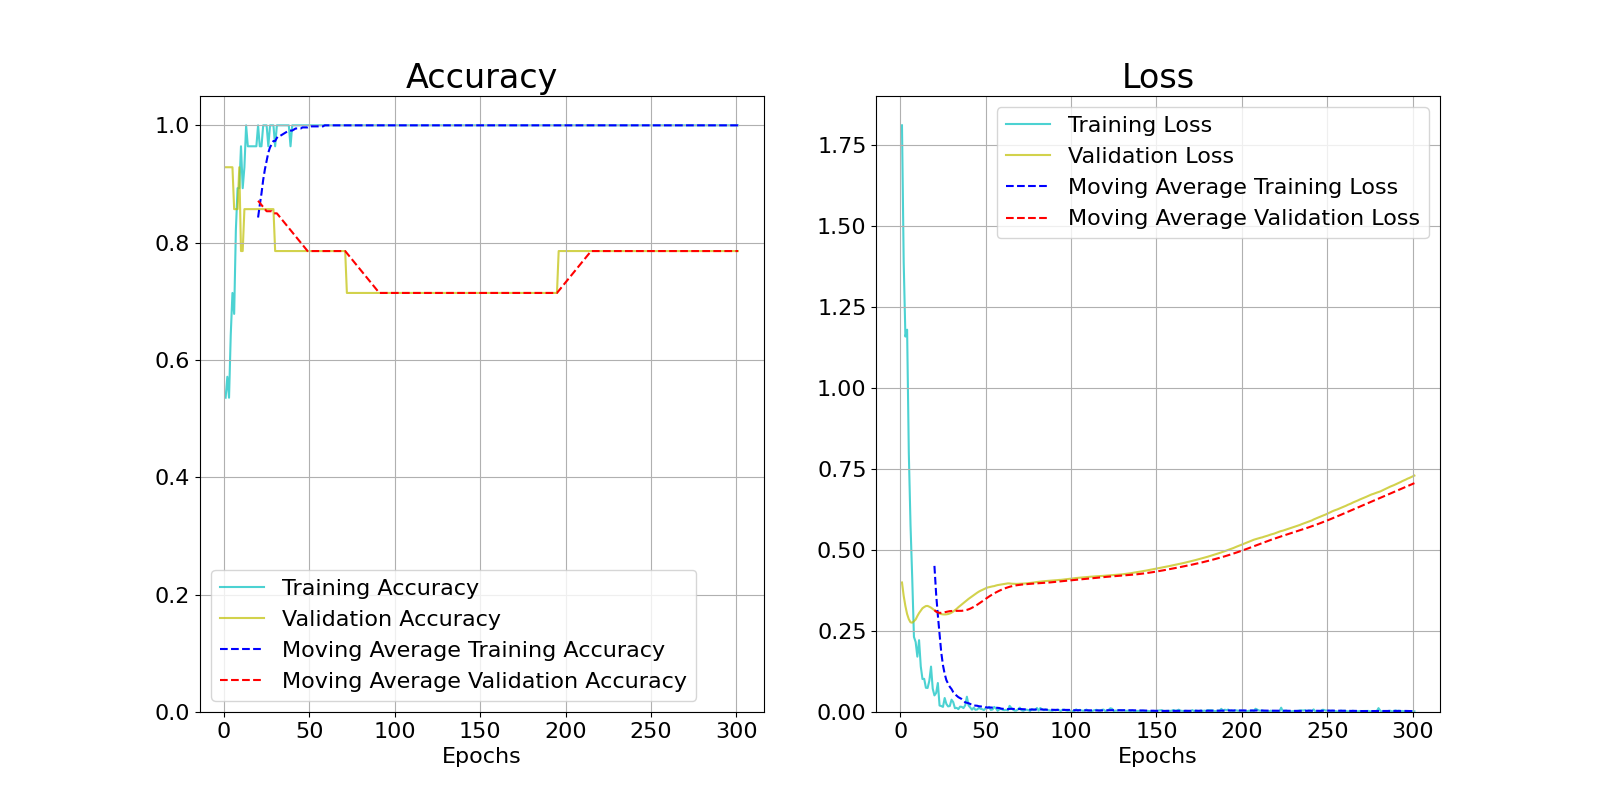 Accuracy
1.0
0.8
0.6
0.4
0.2
0.0
Training Accuracy
Validation Accuracy
Moving Average Training Accuracy
Moving Average Validation Accuracy
0 50 100 150 200 250 300
Epochs
Loss
1.75
1.50
1.25
1.00
0.75
0.50
0.25
0.00
Training Loss
Validation Loss
Moving Average Training Loss
Moving Average Validation Loss
0 50 100 150 200 250 300
Epochs